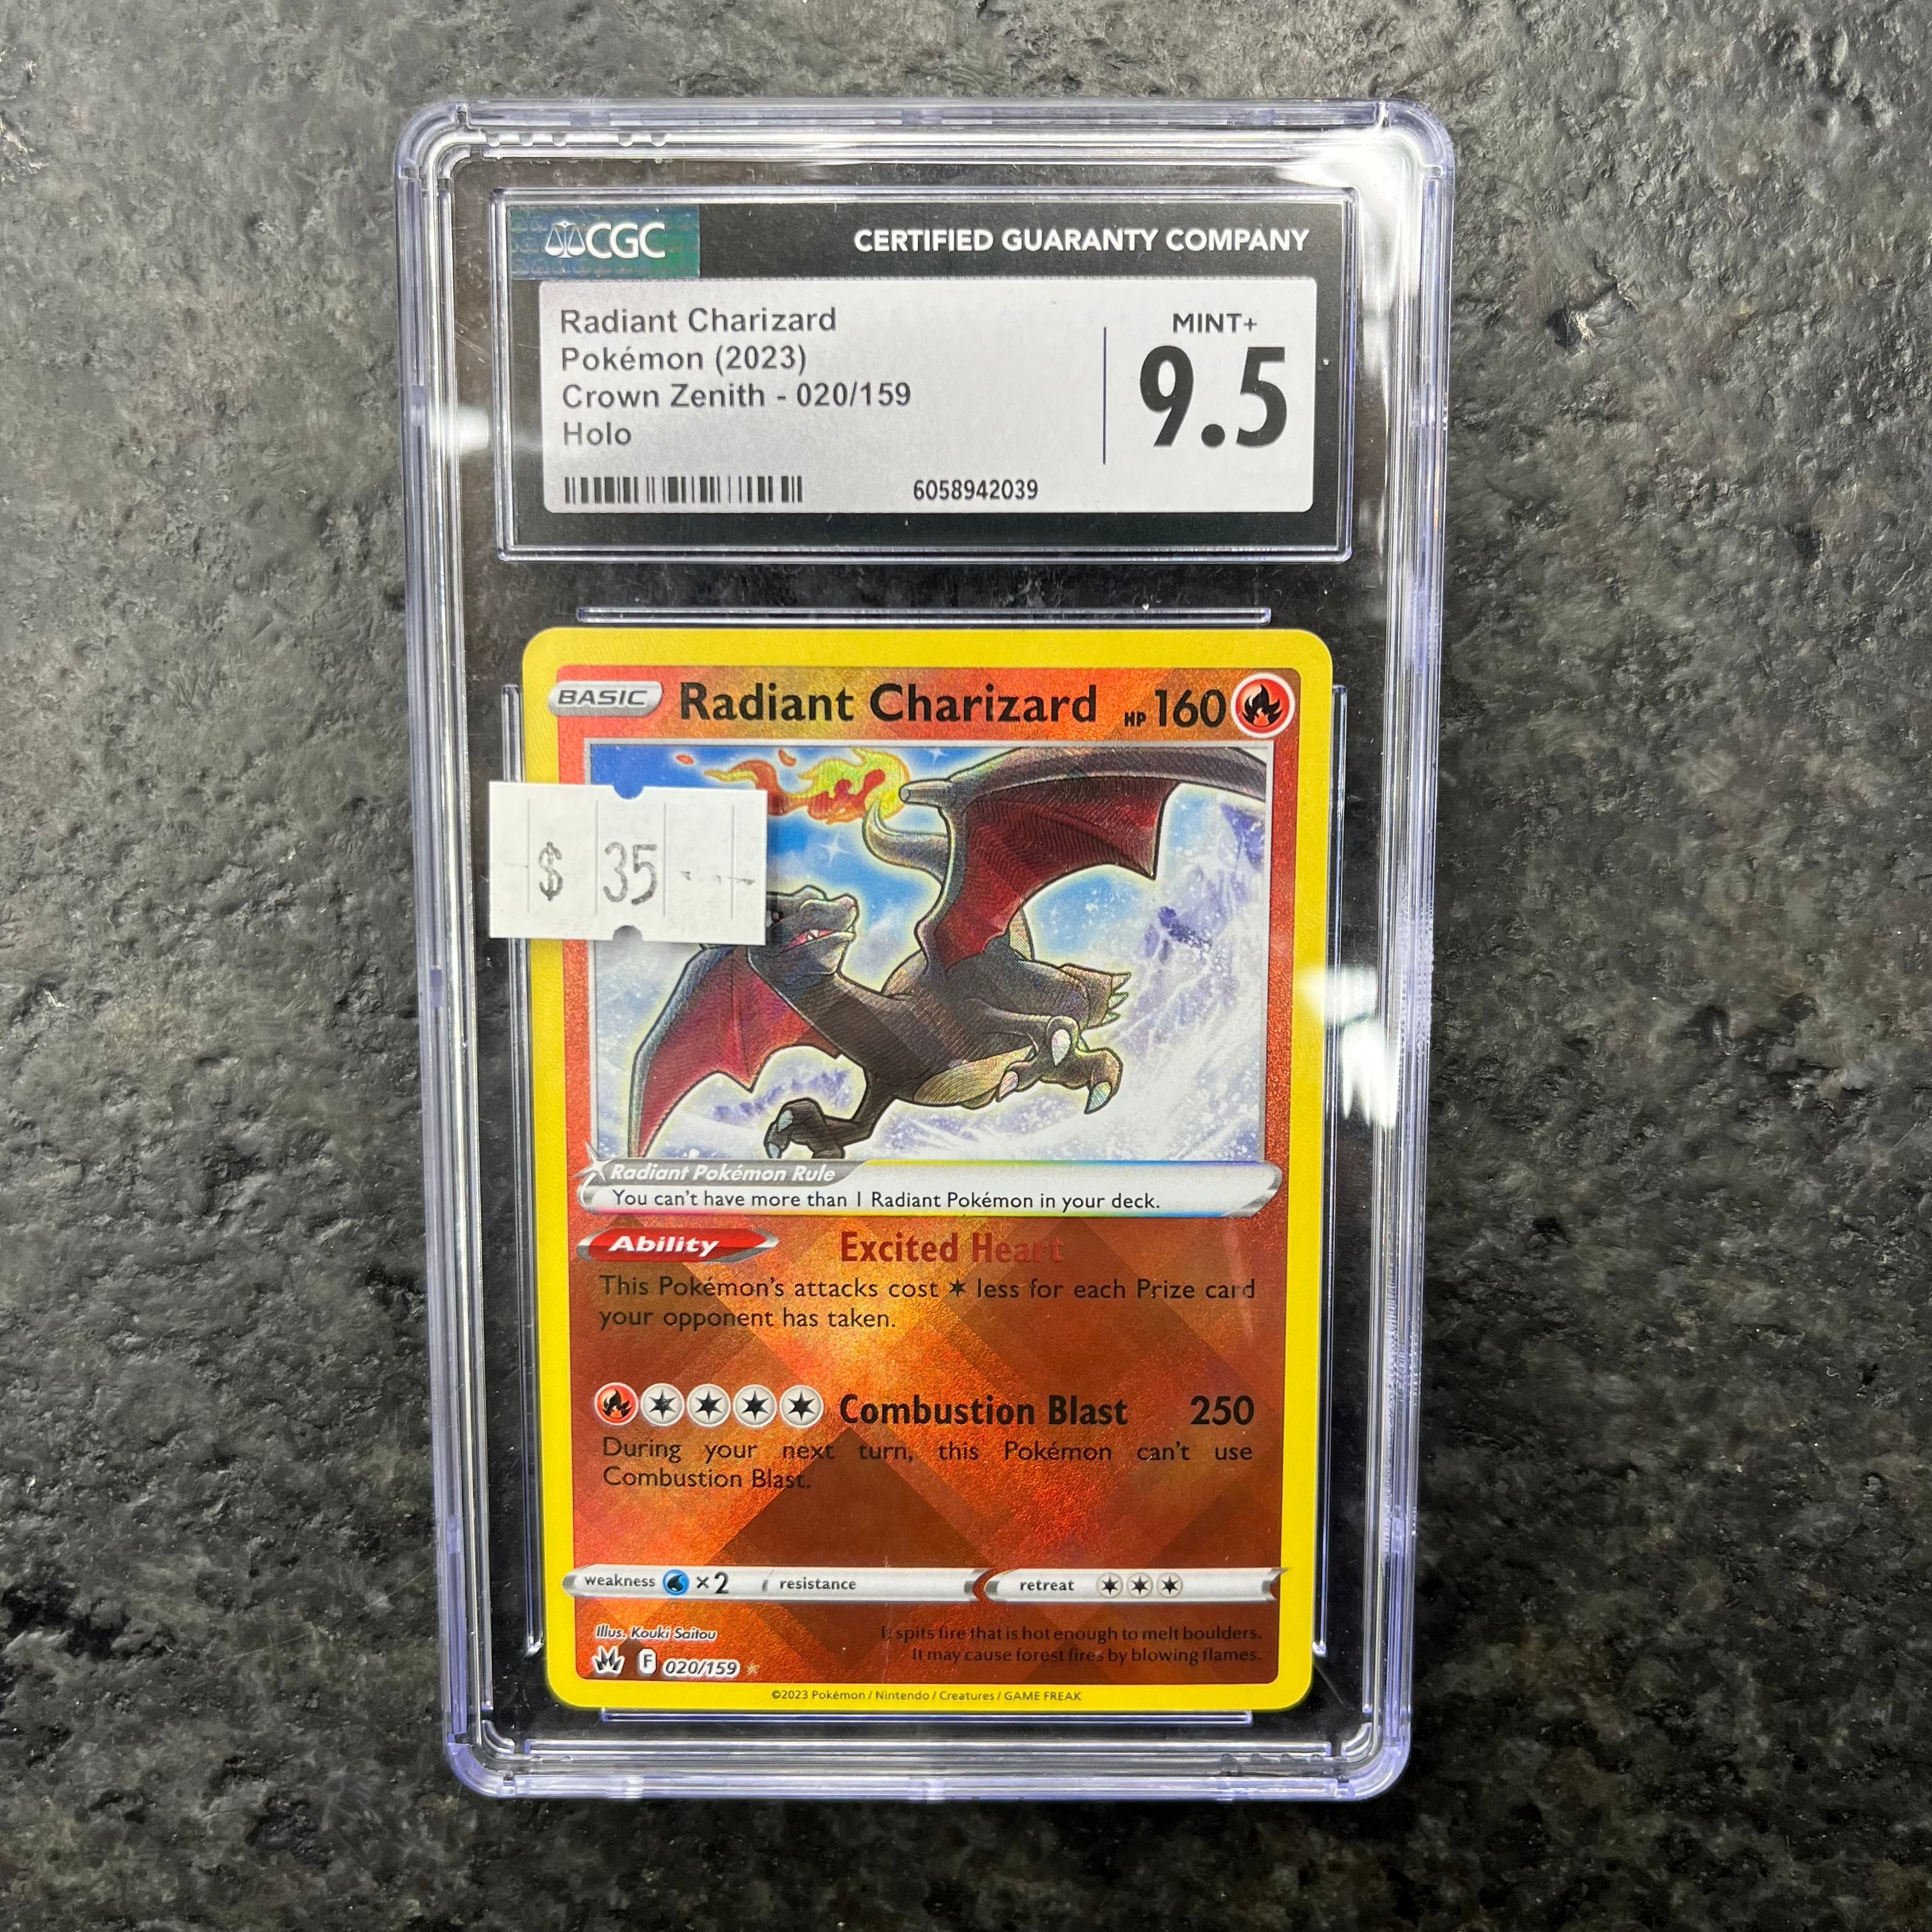 CGC
CERTIFIED GUARANTY COMPANY
Radiant Charizard
Pokémon (2023)
Crown Zenith - 020/159
Holo
MINT+
9.5
6058942039
BASIC
Radiant Charizard HP 160
$ 35
Radiant Pokémon Rule
You can't have more than 1 Radiant Pokémon in your deck.
Ability Excited Heart
This Pokémon's attacks cost ✶ less for each Prize card
your opponent has taken.
Combustion Blast 250
During your next turn, this Pokémon can't use
Combustion Blast.
weakness ×2 resistance retreat
Illus. Kouki Saitou
F 020/159
It spits fire that is hot enough to melt boulders.
It may cause forest fires by blowing flames.
©2023 Pokémon / Nintendo / Creatures / GAME FREAK